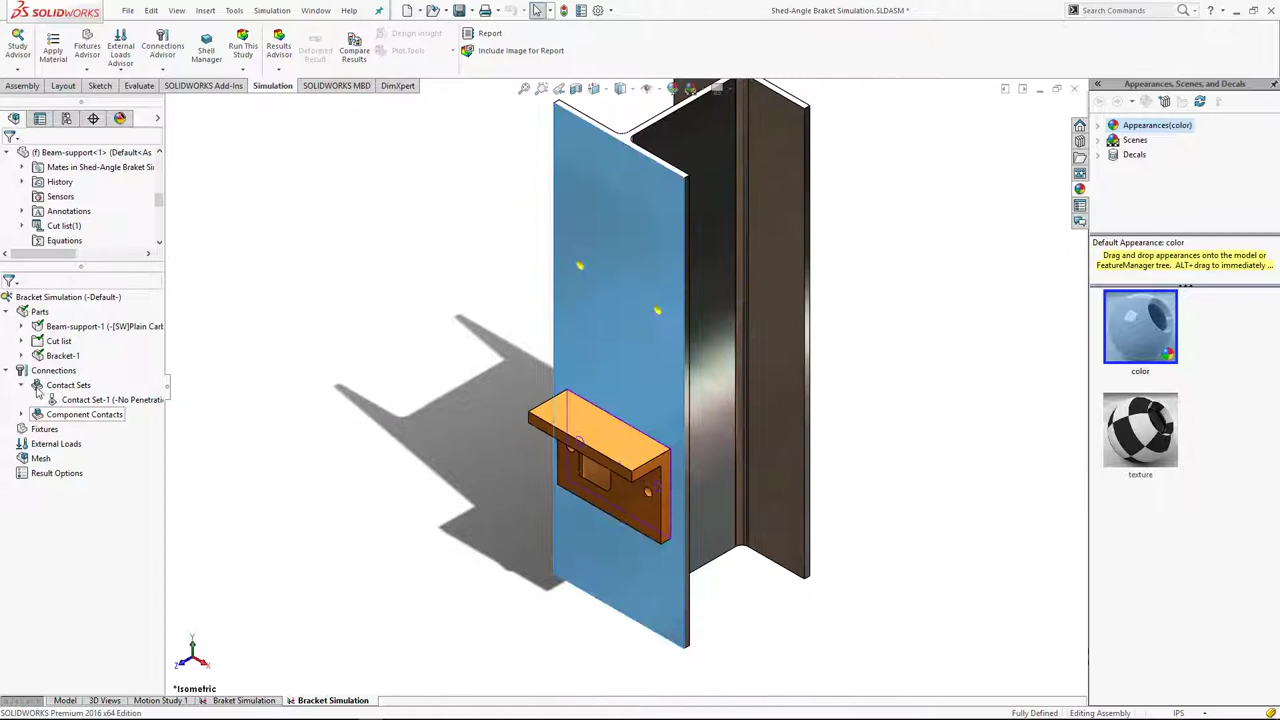 SOLIDWORKS
File Edit View Insert Tools Simulation Window Help
Shed-Angle Braket Simulation.SLDASM *
Search Commands
Study Advisor
Apply Material
Fixtures Advisor
External Loads Advisor
Connections Advisor
Shell Manager
Run This Study
Results Advisor
Deformed Result
Compare Results
Design Insight
Plot Tools
Report
Include Image for Report
Assembly Layout Sketch Evaluate SOLIDWORKS Add-Ins Simulation SOLIDWORKS MBD DimXpert
(f) Beam-support<1> (Default<As
Mates in Shed-Angle Braket Sir
History
Sensors
Annotations
Cut list(1)
Equations
Bracket Simulation (-Default-)
Parts
Beam-support-1 (-[SW]Plain Carb
Cut list
Bracket-1
Connections
Contact Sets
Contact Set-1 (-No Penetrati
Component Contacts
Fixtures
External Loads
Mesh
Result Options
*Isometric
Y
Z
X
Appearances, Scenes, and Decals
Appearances(color)
Scenes
Decals
Default Appearance: color
Drag and drop appearances onto the model or
FeatureManager tree. ALT+drag to immediately ...
color
texture
Model 3D Views Motion Study 1 Braket Simulation Bracket Simulation
SOLIDWORKS Premium 2016 x64 Edition
Fully Defined Editing Assembly IPS